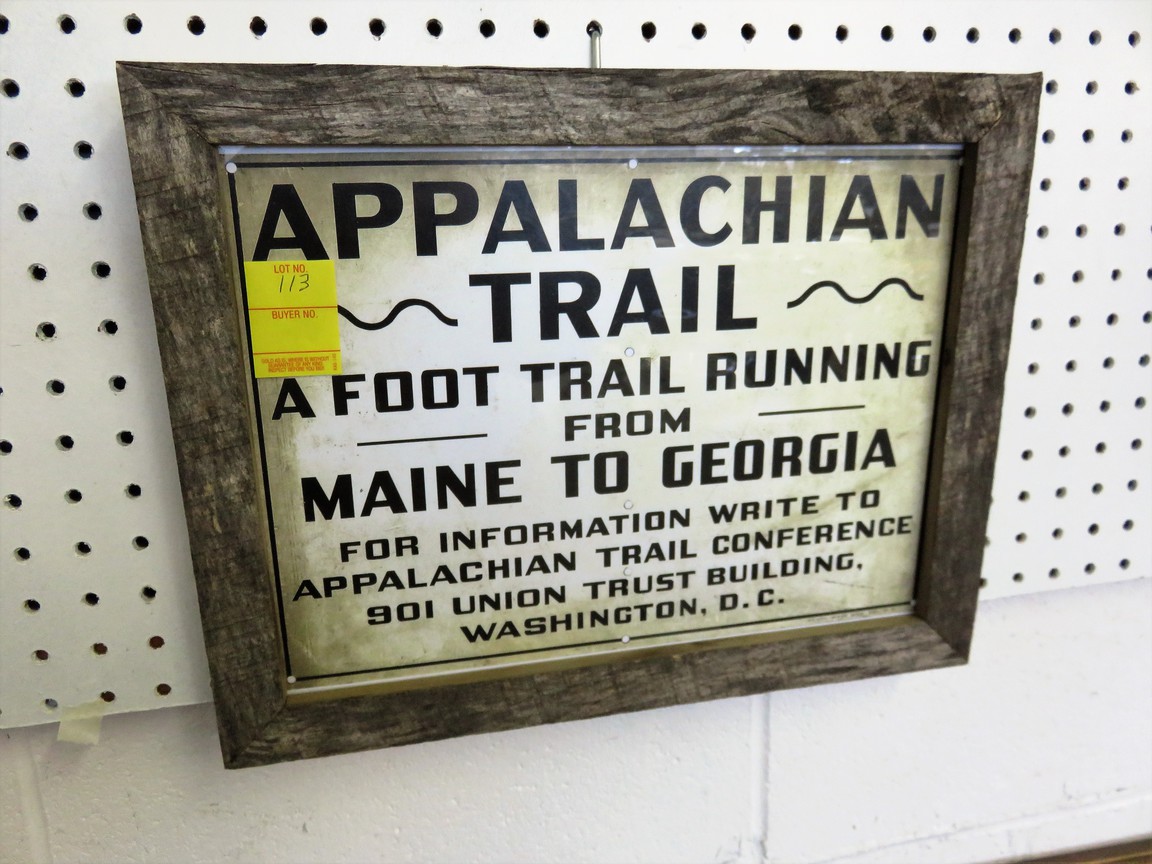 APPALACHIAN
TRAIL
LOT NO.
113
BUYER NO.
A FOOT TRAIL RUNNING
FROM
MAINE TO GEORGIA
FOR INFORMATION WRITE TO
APPALACHIAN TRAIL CONFERENCE
901 UNION TRUST BUILDING,
WASHINGTON, D.C.